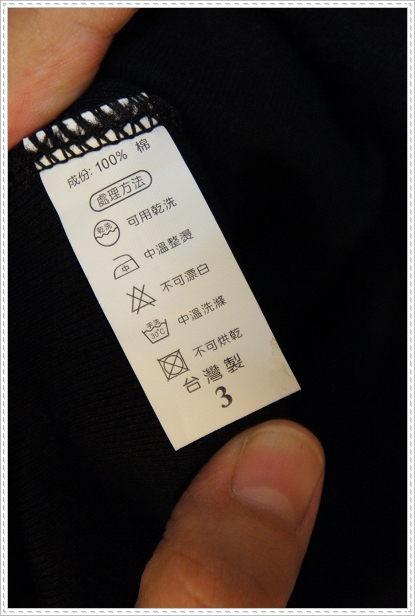 成份: 100% 棉
處理方法
乾洗 可用乾洗
中 中溫整燙
不可漂白
手洗 30°C 中溫洗滌
不可烘乾
台灣製
3